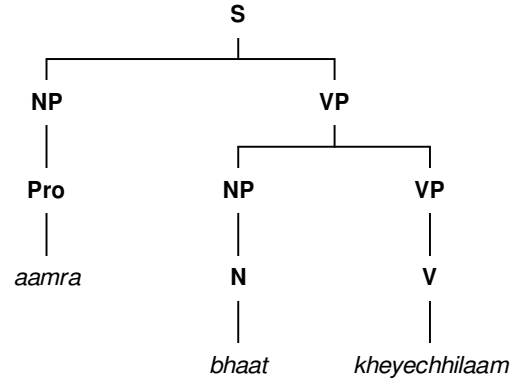 S
NP VP
Pro NP VP
aamra N V
bhaat kheyechhilaam